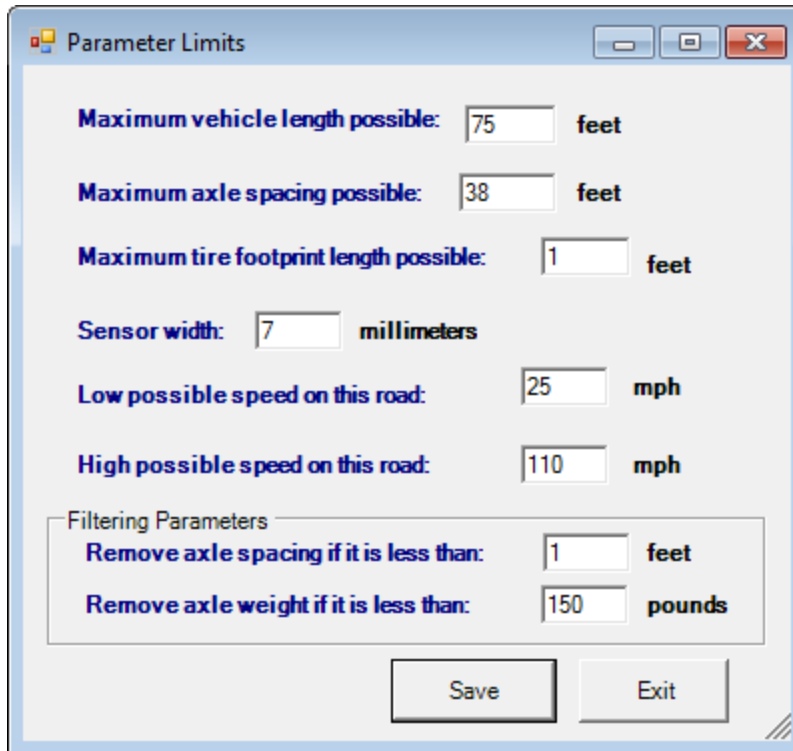 Parameter Limits
Maximum vehicle length possible: 75 feet
Maximum axle spacing possible: 38 feet
Maximum tire footprint length possible: 1 feet
Sensor width: 7 millimeters
Low possible speed on this road: 25 mph
High possible speed on this road: 110 mph
Filtering Parameters
Remove axle spacing if it is less than: 1 feet
Remove axle weight if it is less than: 150 pounds
Save Exit